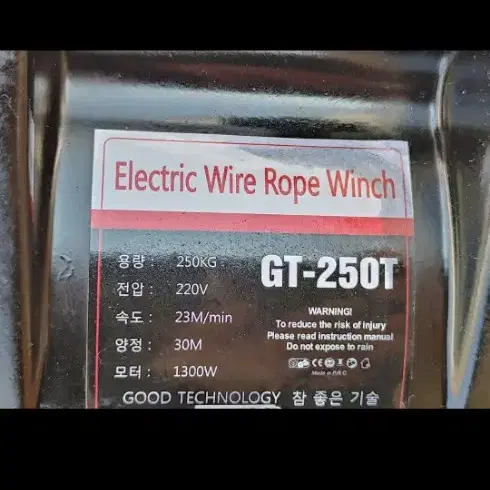 Electric Wire Rope Winch
용량 : 250KG
전압 : 220V
속도 : 23M/min
양정 : 30M
모터 : 1300W
GT-250T
WARNING!
To reduce the risk of injury
Please read instruction manual
Do not expose to rain
Made in P.R.C
GOOD TECHNOLOGY 참 좋은 기술